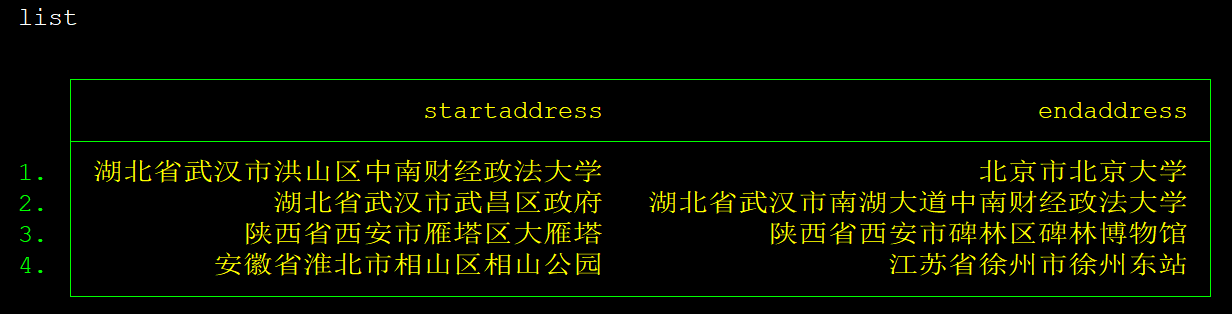 list
startaddress endaddress
1. 湖北省武汉市洪山区中南财经政法大学 北京市北京大学
2. 湖北省武汉市武昌区政府 湖北省武汉市南湖大道中南财经政法大学
3. 陕西省西安市雁塔区大雁塔 陕西省西安市碑林区碑林博物馆
4. 安徽省淮北市相山区相山公园 江苏省徐州市徐州东站